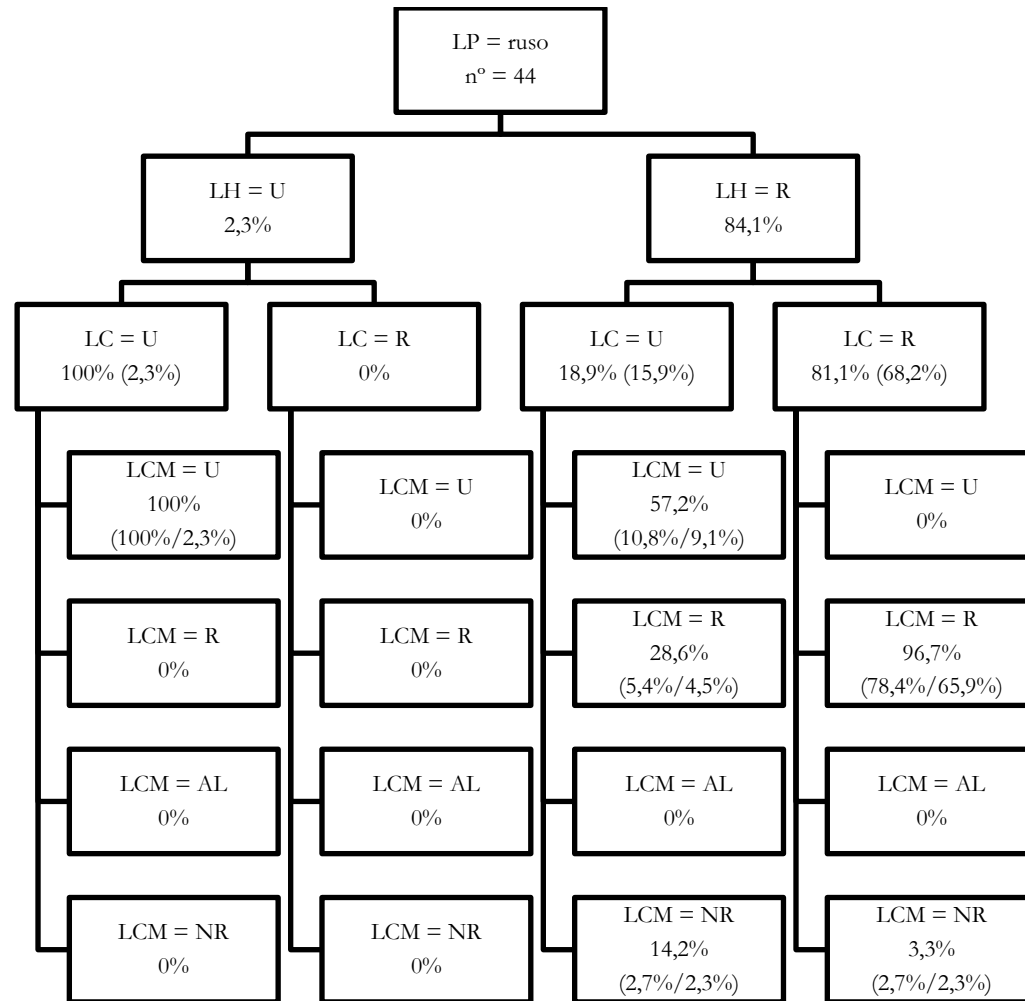 LP = ruso
nº = 44
LH = U
2,3%
LH = R
84,1%
LC = U
100% (2,3%)
LC = R
0%
LC = U
18,9% (15,9%)
LC = R
81,1% (68,2%)
LCM = U
100%
(100%/2,3%)
LCM = U
0%
LCM = U
57,2%
(10,8%/9,1%)
LCM = U
0%
LCM = R
0%
LCM = R
0%
LCM = R
28,6%
(5,4%/4,5%)
LCM = R
96,7%
(78,4%/65,9%)
LCM = AL
0%
LCM = AL
0%
LCM = AL
0%
LCM = AL
0%
LCM = NR
0%
LCM = NR
0%
LCM = NR
14,2%
(2,7%/2,3%)
LCM = NR
3,3%
(2,7%/2,3%)